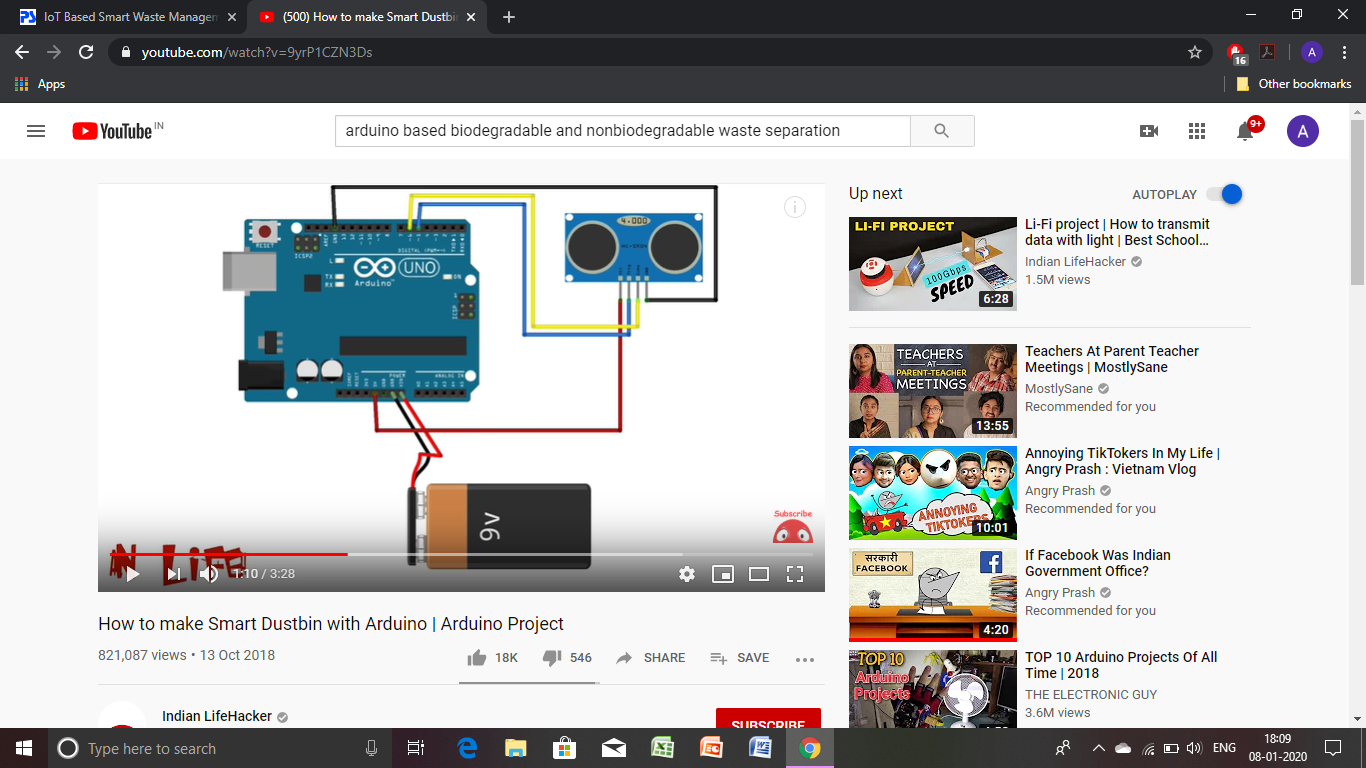 IoT Based Smart Waste Managem
(500) How to make Smart Dustbi
youtube.com/watch?v=9yrP1CZN3Ds
16
A
Apps
Other bookmarks
YouTube IN
arduino based biodegradable and nonbiodegradable waste separation
9+
A
RESET
ICSP2
L
TX
RX
AREF
GND
DIGITAL (PWM~)
ARDUINO
UNO
Arduino™
ON
ICSP
POWER
ANALOG IN
4-000
HC-SR04
9V
Subscribe
N LiFe
1:10 / 3:28
How to make Smart Dustbin with Arduino | Arduino Project
821,087 views • 13 Oct 2018
18K
546
SHARE
SAVE
Indian LifeHacker
SUBSCRIBE
Up next
AUTOPLAY
LI-FI PROJECT
100Gbps
SPEED
6:28
Li-Fi project | How to transmit
data with light | Best School...
Indian LifeHacker
1.5M views
TEACHERS
AT
PARENT-TEACHER
MEETINGS
13:55
Teachers At Parent Teacher
Meetings | MostlySane
MostlySane
Recommended for you
ANNOYING
TIKTOKERS
10:01
Annoying TikTokers In My Life |
Angry Prash : Vietnam Vlog
Angry Prash
Recommended for you
सरकारी
FACEBOOK
4:20
If Facebook Was Indian
Government Office?
Angry Prash
Recommended for you
TOP 10
Arduino
Projects
TOP 10 Arduino Projects Of All
Time | 2018
THE ELECTRONIC GUY
3.6M views
Type here to search
ENG
18:09
08-01-2020